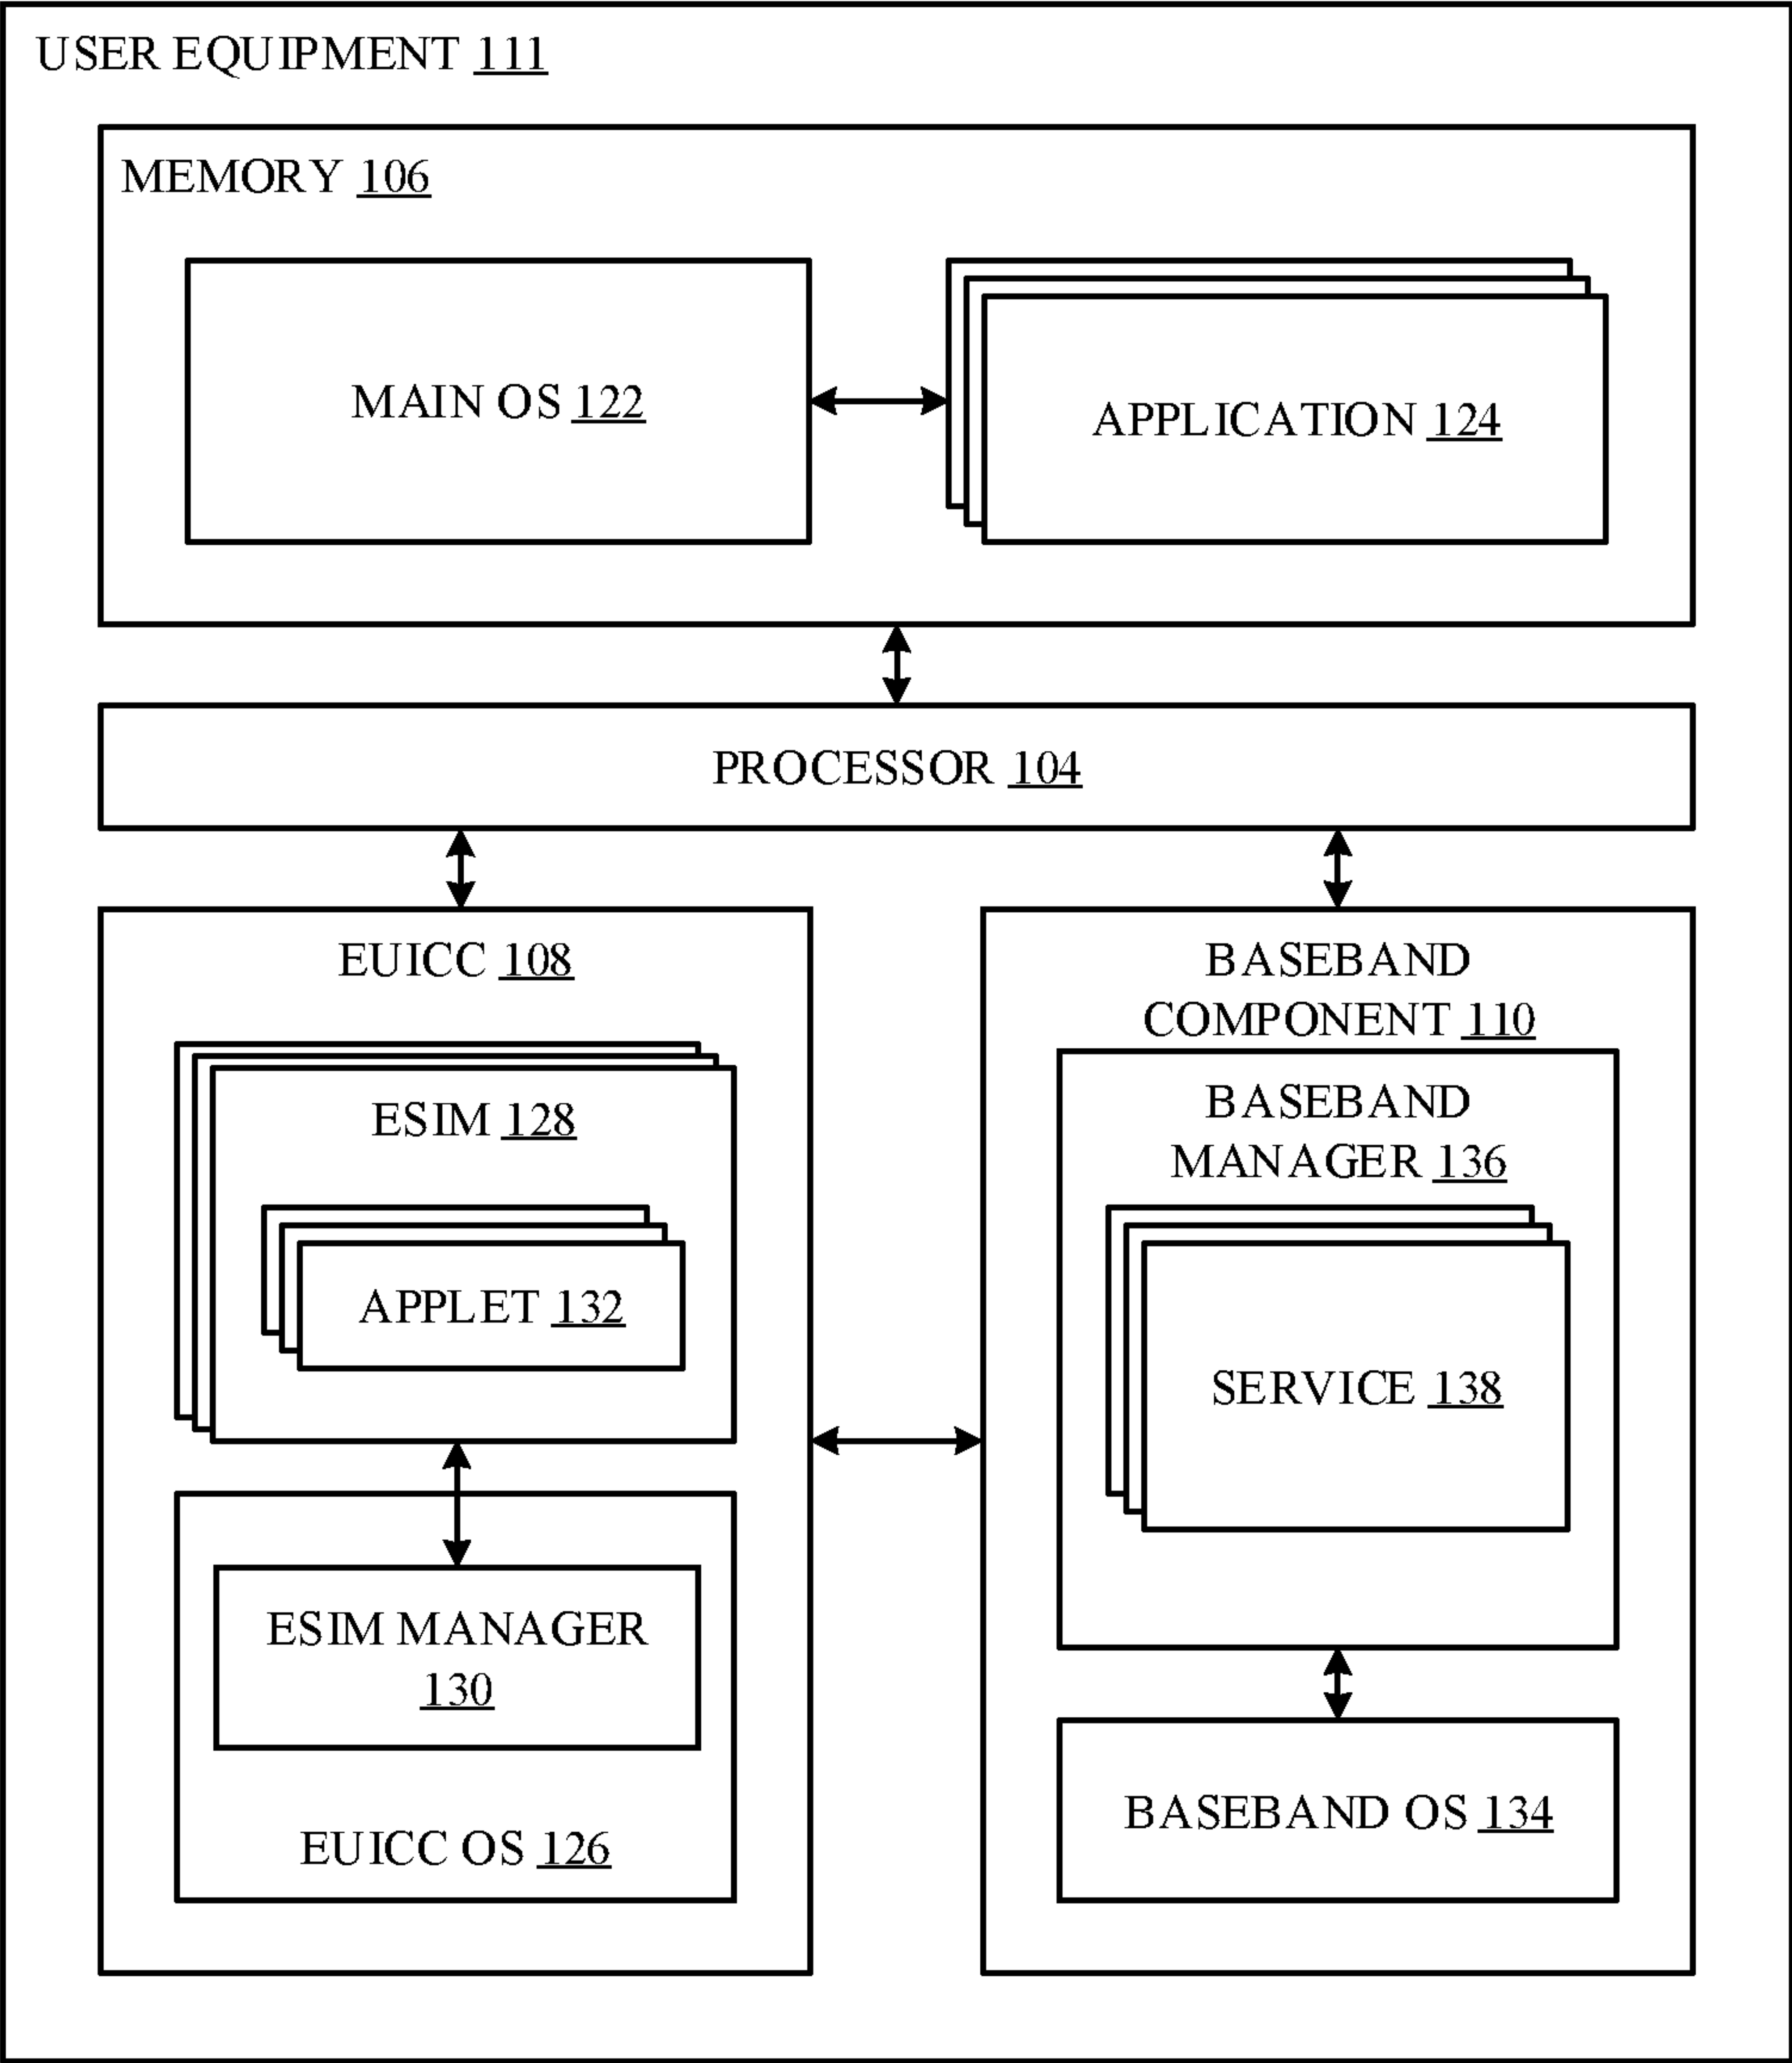 USER EQUIPMENT 111
MEMORY 106
MAIN OS 122
APPLICATION 124
PROCESSOR 104
EUICC 108
ESIM 128
APPLET 132
ESIM MANAGER
130
EUICC OS 126
BASEBAND
COMPONENT 110
BASEBAND
MANAGER 136
SERVICE 138
BASEBAND OS 134